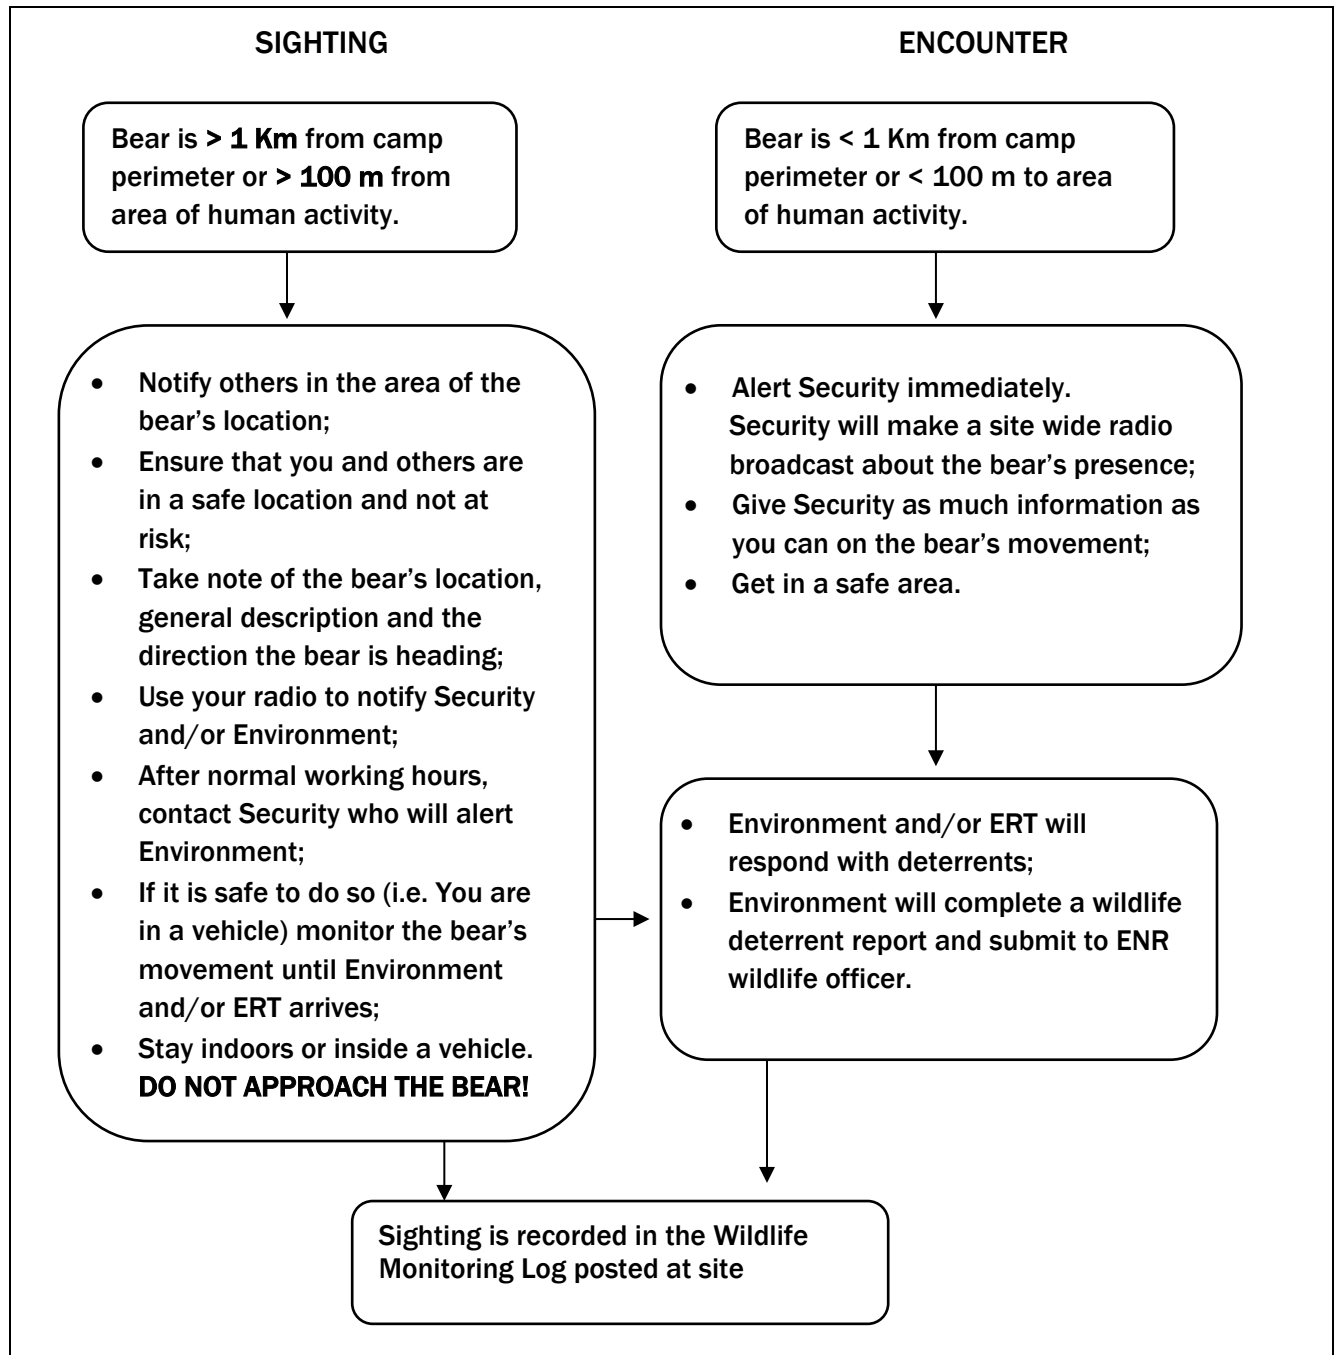 SIGHTING
Bear is > 1 Km from camp
perimeter or > 100 m from
area of human activity.
• Notify others in the area of the
bear’s location;
• Ensure that you and others are
in a safe location and not at
risk;
• Take note of the bear’s location,
general description and the
direction the bear is heading;
• Use your radio to notify Security
and/or Environment;
• After normal working hours,
contact Security who will alert
Environment;
• If it is safe to do so (i.e. You are
in a vehicle) monitor the bear’s
movement until Environment
and/or ERT arrives;
• Stay indoors or inside a vehicle.
DO NOT APPROACH THE BEAR!
ENCOUNTER
Bear is < 1 Km from camp
perimeter or < 100 m to area
of human activity.
• Alert Security immediately.
Security will make a site wide radio
broadcast about the bear’s presence;
• Give Security as much information as
you can on the bear’s movement;
• Get in a safe area.
• Environment and/or ERT will
respond with deterrents;
• Environment will complete a wildlife
deterrent report and submit to ENR
wildlife officer.
Sighting is recorded in the Wildlife
Monitoring Log posted at site